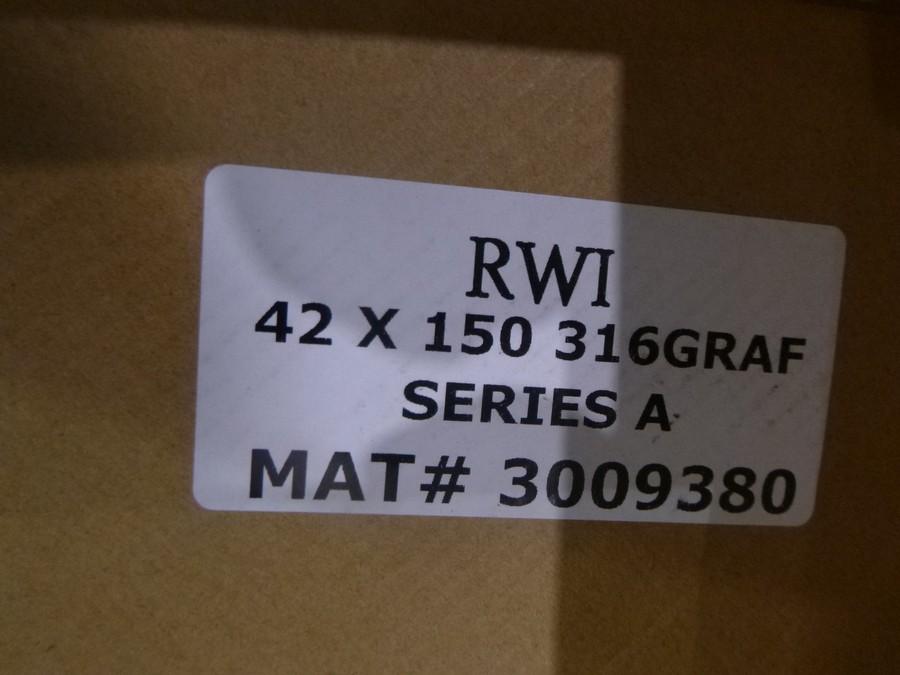 RWI
42 X 150 316GRAF
SERIES A
MAT# 3009380